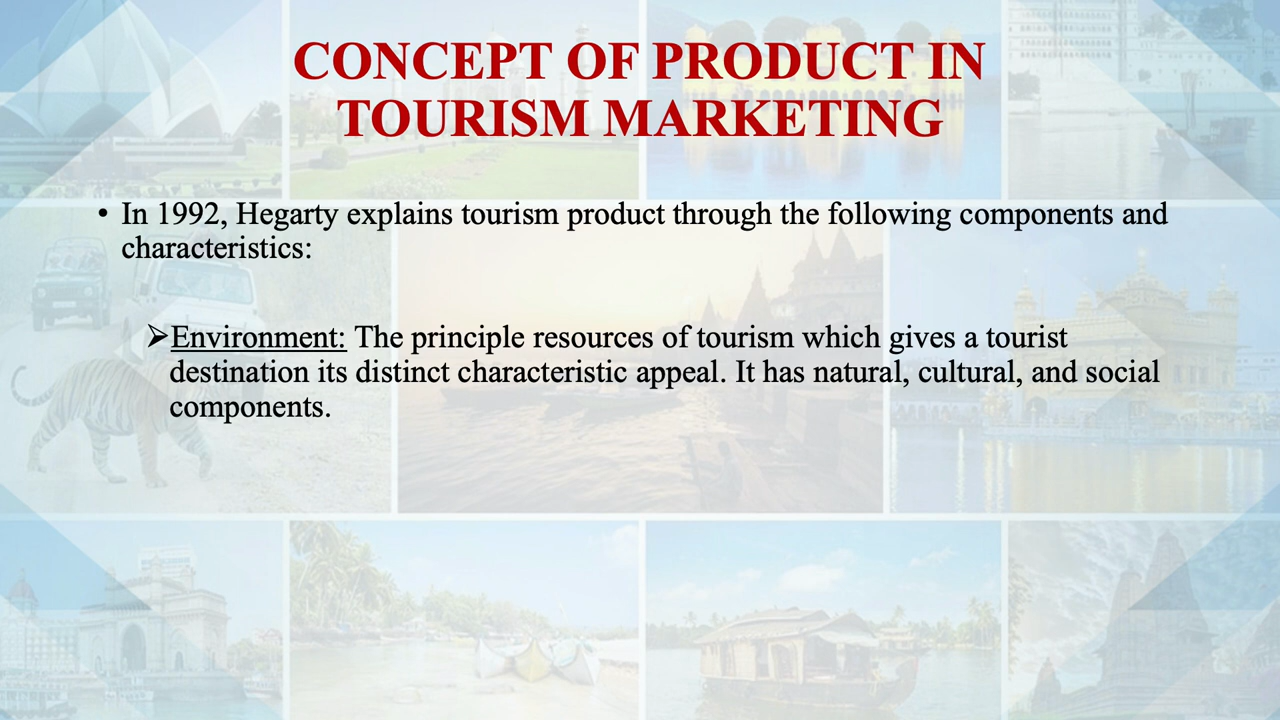 CONCEPT OF PRODUCT IN
TOURISM MARKETING
• In 1992, Hegarty explains tourism product through the following components and
characteristics:
➢Environment: The principle resources of tourism which gives a tourist
destination its distinct characteristic appeal. It has natural, cultural, and social
components.